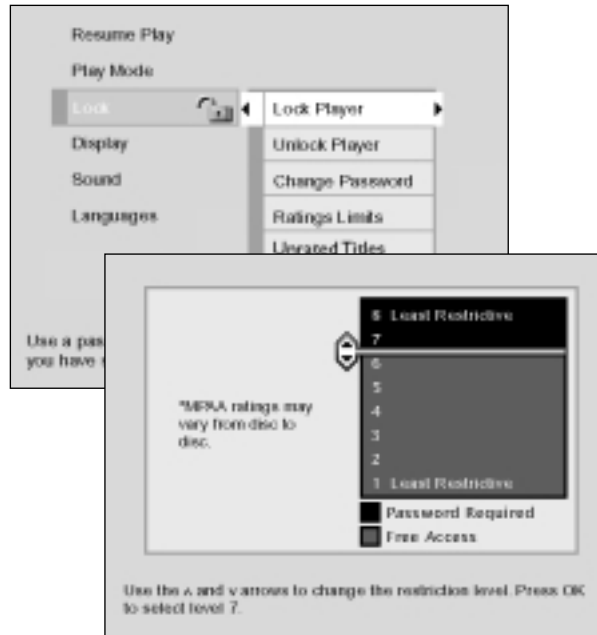 Resume Play
Play Mode
Lock
Lock Player
Display
Unlock Player
Sound
Change Password
Languages
Ratings Limits
Unrated Titles
Use a pas
you have
8 Least Restrictive
7
6
5
4
3
2
1 Least Restrictive
*MPAA ratings may
vary from disc to
disc.
Password Required
Free Access
Use the ∧ and ∨ arrows to change the restriction level. Press OK
to select level 7.